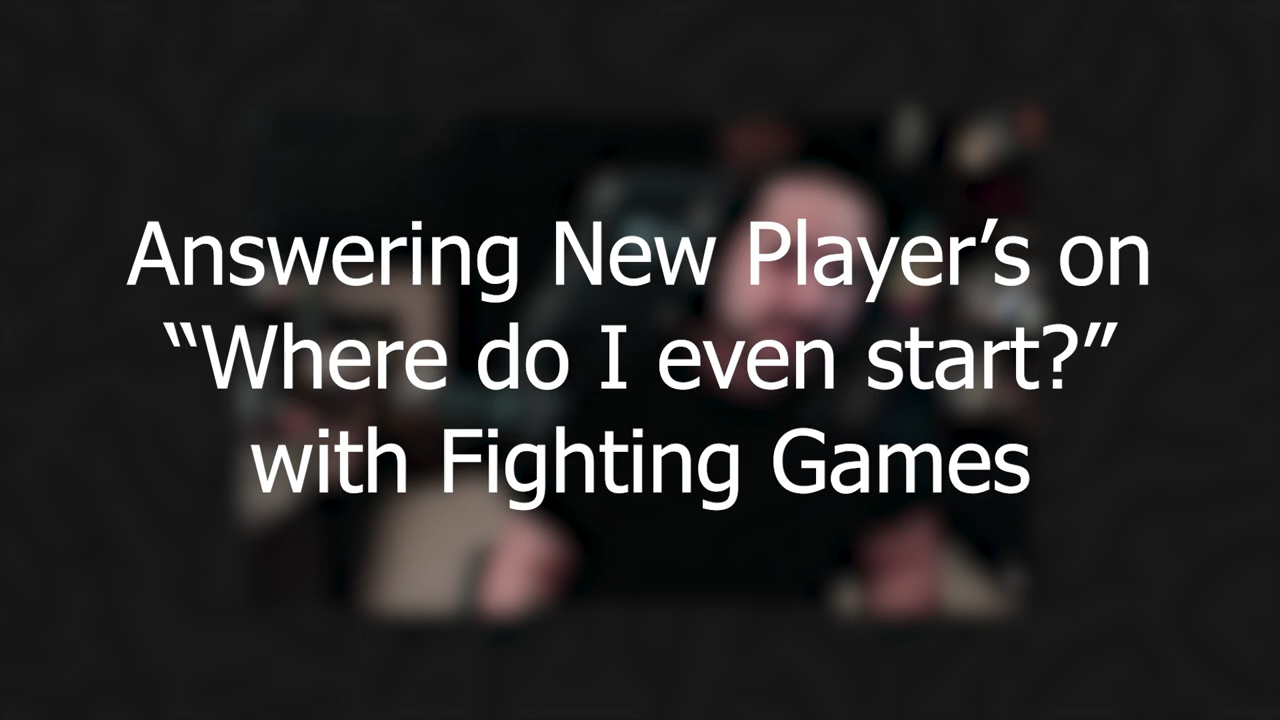 Answering New Player’s on
“Where do I even start?”
with Fighting Games